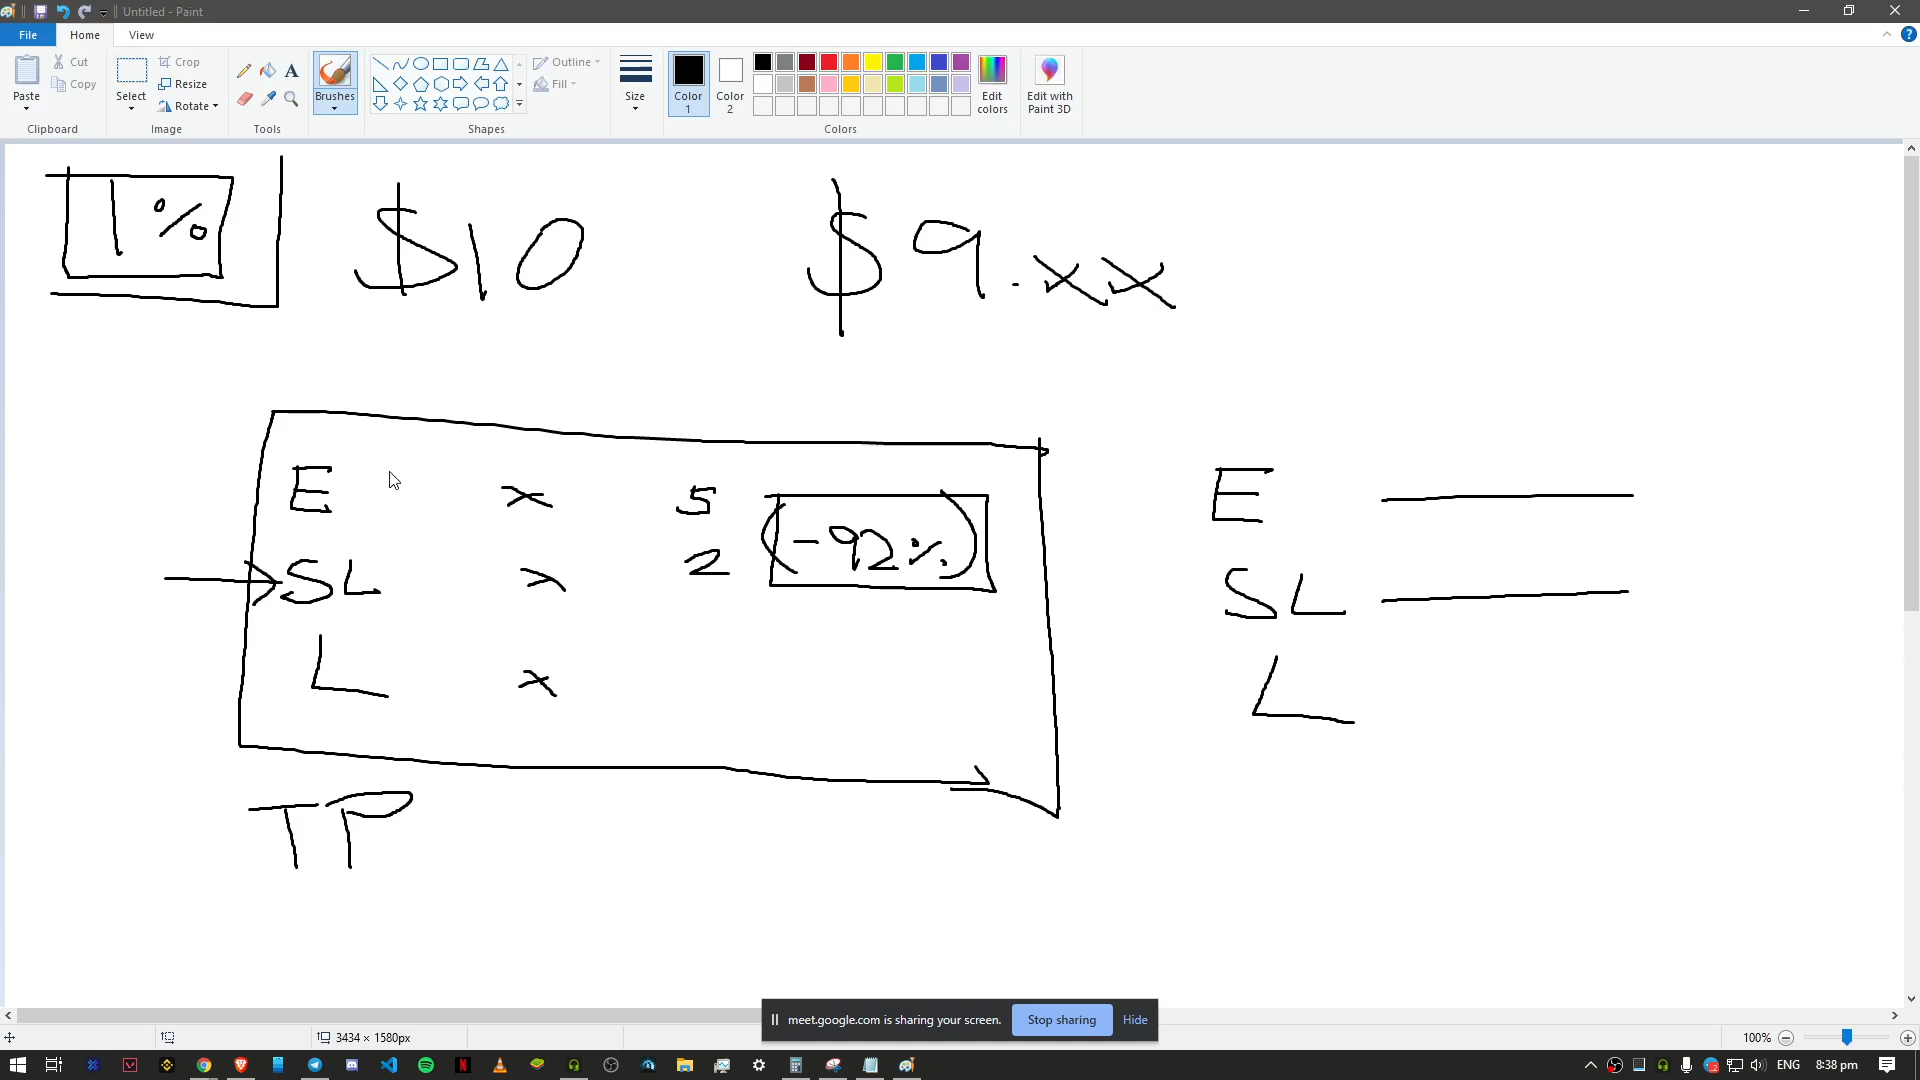 Untitled - Paint
File Home View
Paste Cut Copy Clipboard
Select Crop Resize Rotate Image
Tools
Brushes
Outline Fill Shapes
Size
Color 1 Color 2 Edit colors Colors
Edit with Paint 3D
1 % $10 $9.xx
E x 5
SL x 2 (-92%)
L x
TP
E
SL
L
meet.google.com is sharing your screen. Stop sharing Hide
3434 × 1580px 100%
ENG 8:38 pm